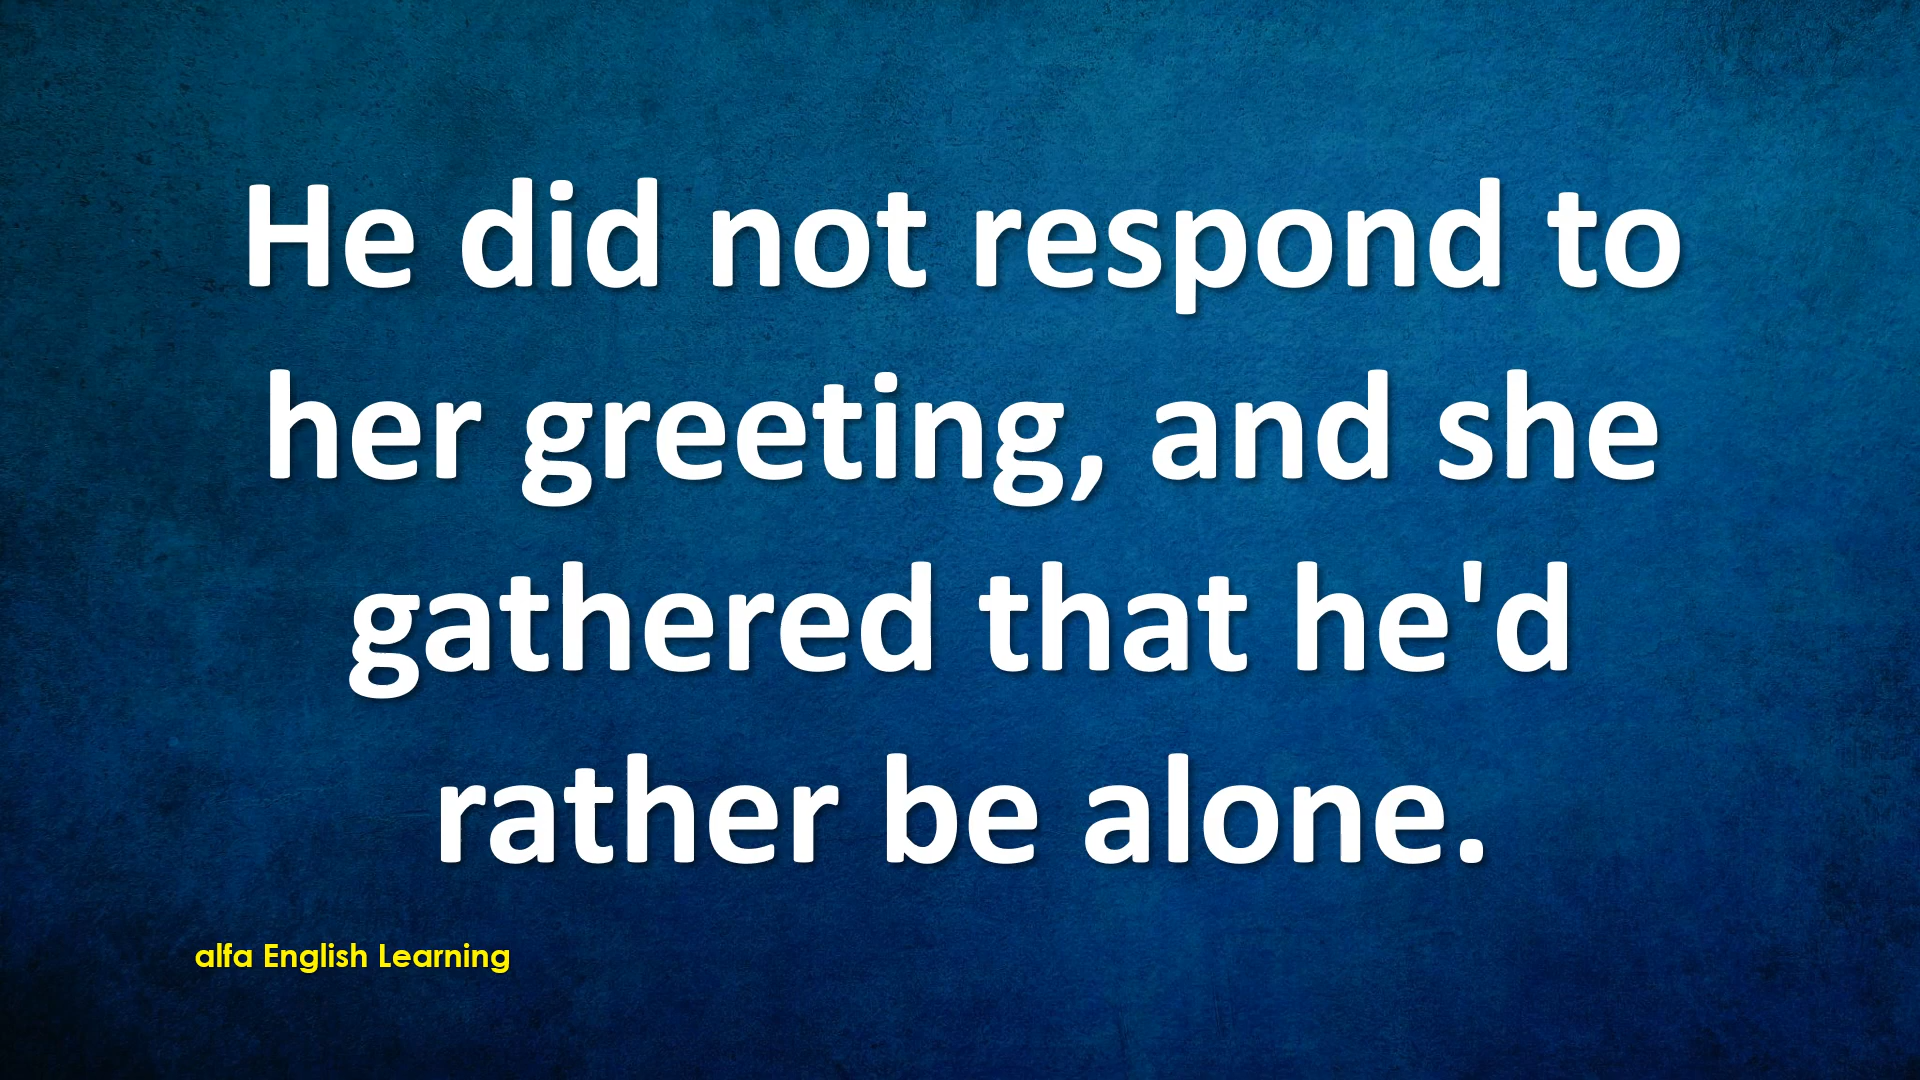 He did not respond to
her greeting, and she
gathered that he'd
rather be alone.
alfa English Learning